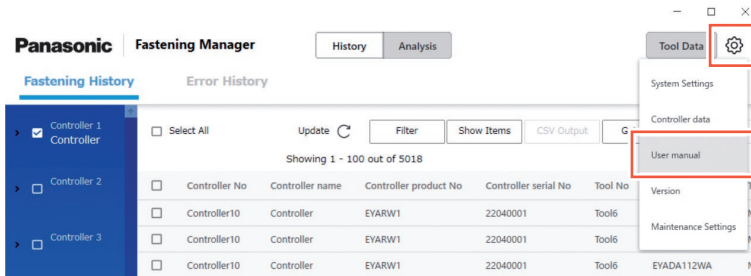 Panasonic Fastening Manager History Analysis Tool Data
Fastening History Error History
System Settings
Controller data
User manual
Version
Maintenance Settings
Controller 1
Controller
Controller 2
Controller 3
Select All Update Filter Show Items CSV Output
Showing 1 - 100 out of 5018
Controller No Controller name Controller product No Controller serial No Tool No
Controller10 Controller EYARW1 22040001 Tool6
Controller10 Controller EYARW1 22040001 Tool6
Controller10 Controller EYARW1 22040001 Tool6 EYADA112WA